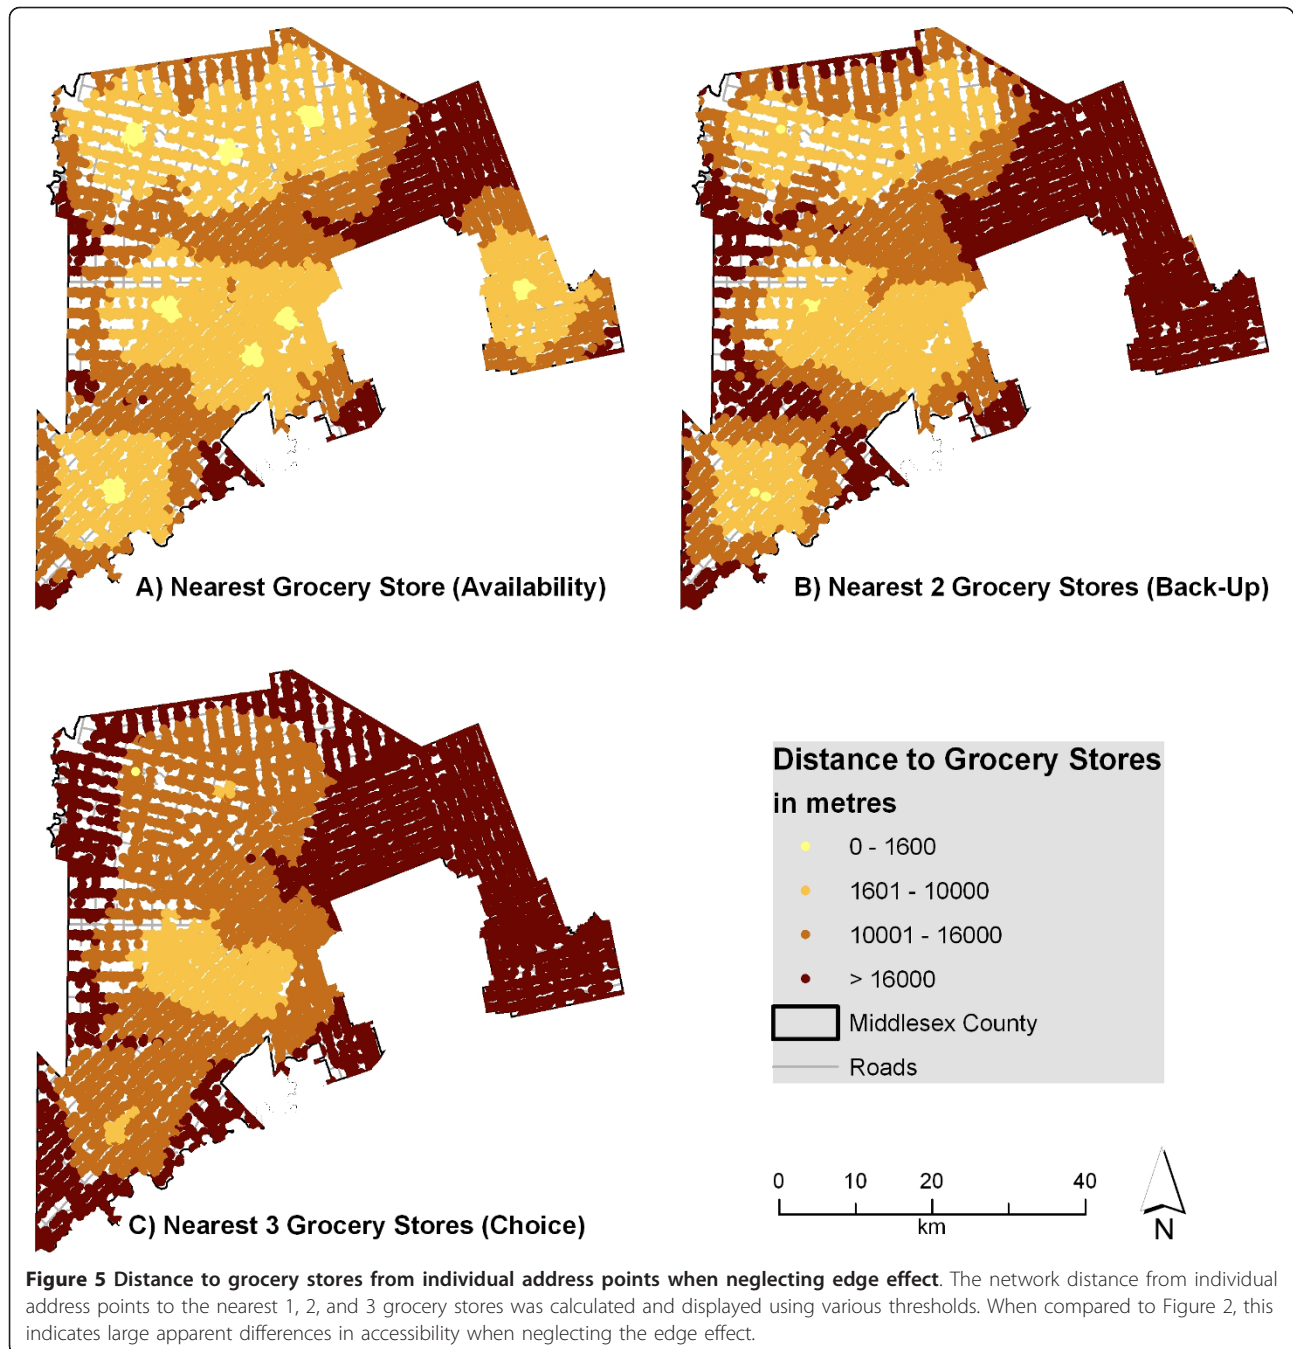 A) Nearest Grocery Store (Availability)
B) Nearest 2 Grocery Stores (Back-Up)
C) Nearest 3 Grocery Stores (Choice)
Distance to Grocery Stores
in metres
0 - 1600
1601 - 10000
10001 - 16000
> 16000
Middlesex County
Roads
0 10 20 40
km
N
Figure 5 Distance to grocery stores from individual address points when neglecting edge effect. The network distance from individual
address points to the nearest 1, 2, and 3 grocery stores was calculated and displayed using various thresholds. When compared to Figure 2, this
indicates large apparent differences in accessibility when neglecting the edge effect.